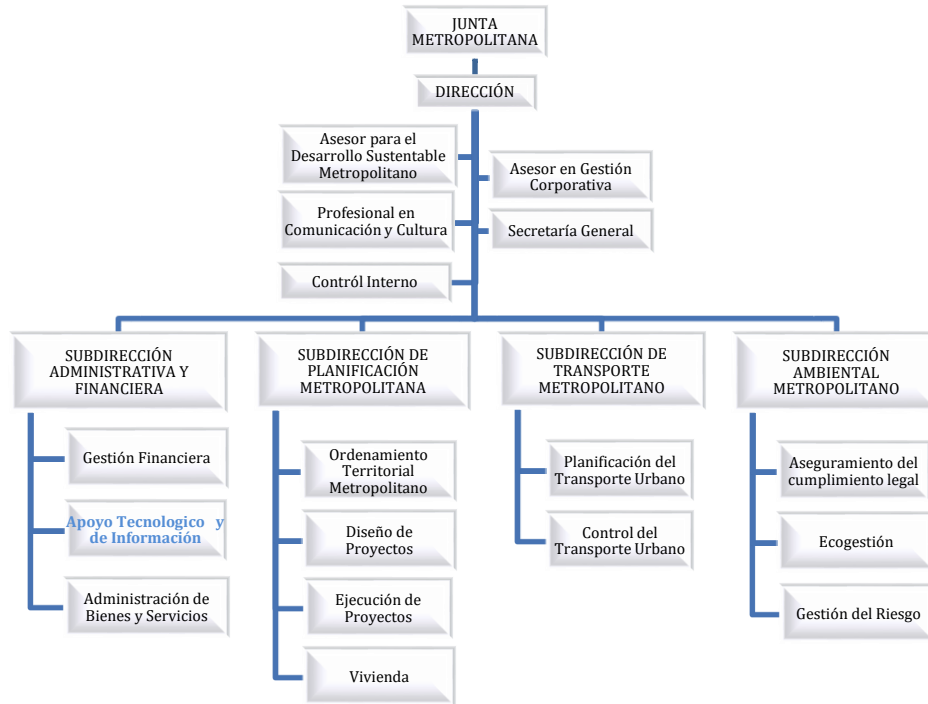 JUNTA
METROPOLITANA
DIRECCIÓN
Asesor para el
Desarrollo Sustentable
Metropolitano
Asesor en Gestión
Corporativa
Profesional en
Comunicación y Cultura
Secretaría General
Contról Interno
SUBDIRECCIÓN
ADMINISTRATIVA Y
FINANCIERA
Gestión Financiera
Apoyo Tecnologico y
de Información
Administración de
Bienes y Servicios
SUBDIRECCIÓN DE
PLANIFICACIÓN
METROPOLITANA
Ordenamiento
Territorial
Metropolitano
Diseño de
Proyectos
Ejecución de
Proyectos
Vivienda
SUBDIRECCIÓN DE
TRANSPORTE
METROPOLITANO
Planificación del
Transporte Urbano
Control del
Transporte Urbano
SUBDIRECCIÓN
AMBIENTAL
METROPOLITANO
Aseguramiento del
cumplimiento legal
Ecogestión
Gestión del Riesgo